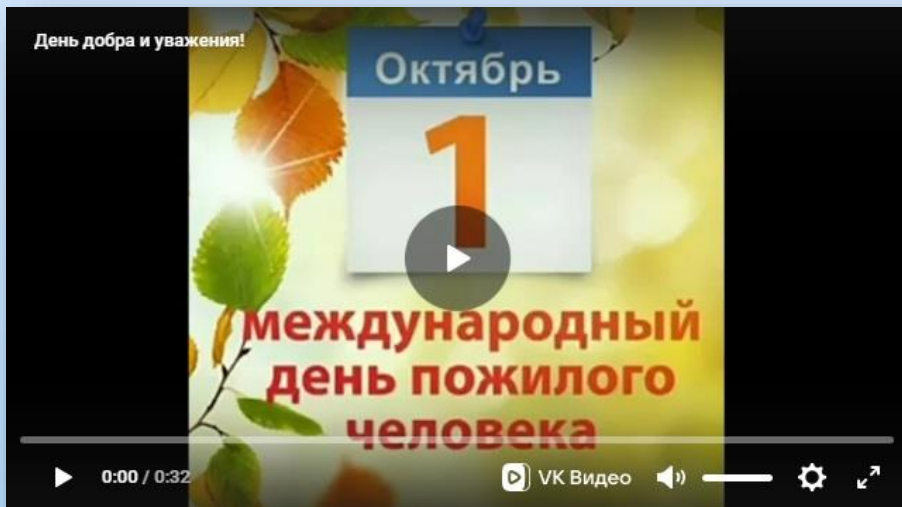 День добра и уважения!
Октябрь
1
международный
день пожилого
человека
0:00 / 0:32
VK Видео